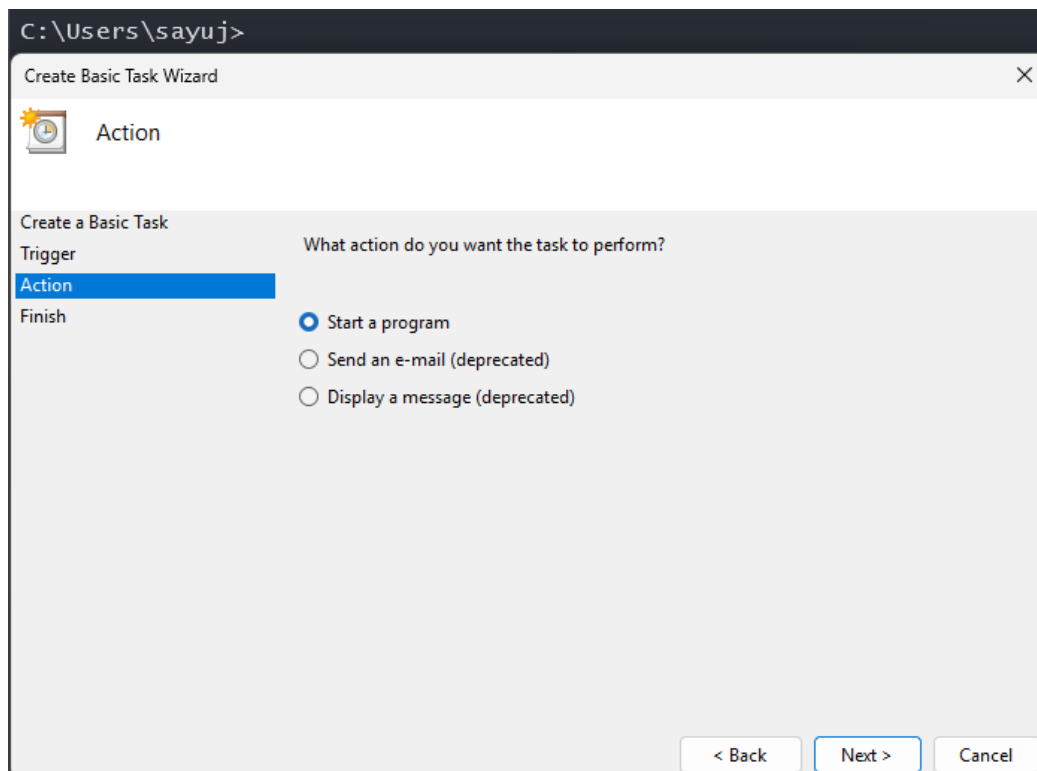 C:\Users\sayuj>
Create Basic Task Wizard
Action
Create a Basic Task
Trigger
Action
Finish
What action do you want the task to perform?
Start a program
Send an e-mail (deprecated)
Display a message (deprecated)
< Back Next > Cancel